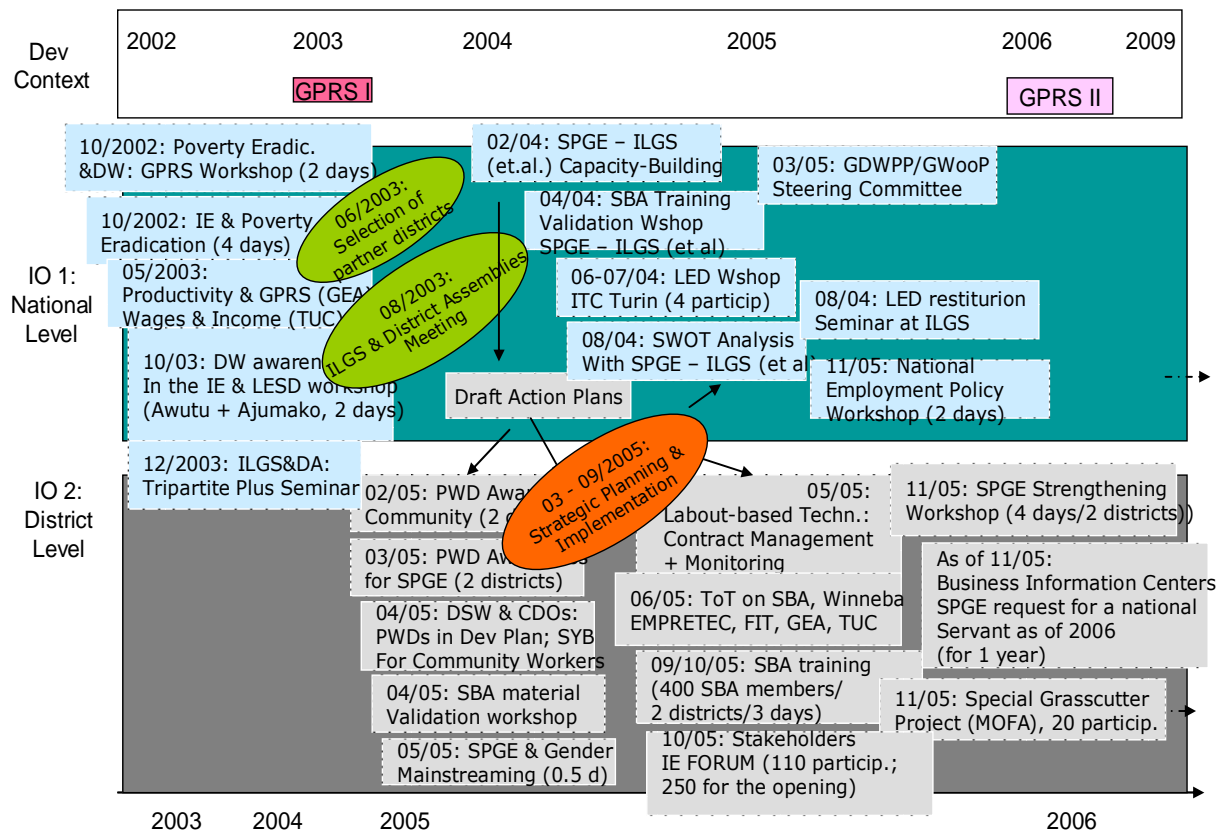 Dev
Context
2002
2003
2004
2005
2006
2009
GPRS I
GPRS II
IO 1:
National
Level
10/2002: Poverty Eradic.
&DW: GPRS Workshop (2 days)
10/2002: IE & Poverty
Eradication (4 days)
05/2003:
Productivity & GPRS (GEA)
Wages & Income (TUC)
10/03: DW awaren
In the IE & LESD workshop
(Awutu + Ajumako, 2 days)
12/2003: ILGS&DA:
Tripartite Plus Seminar
06/2003:
Selection of
partner districts
08/2003:
ILGS & District Assemblies
Meeting
02/04: SPGE – ILGS
(et.al.) Capacity-Building
04/04: SBA Training
Validation Wshop
SPGE – ILGS (et al)
06-07/04: LED Wshop
ITC Turin (4 particip)
08/04: SWOT Analysis
With SPGE – ILGS (et al)
Draft Action Plans
03/05: GDWPP/GWooP
Steering Committee
08/04: LED restiturion
Seminar at ILGS
11/05: National
Employment Policy
Workshop (2 days)
03 - 09/2005:
Strategic Planning &
Implementation
IO 2:
District
Level
02/05: PWD Awa
Community (2 d
03/05: PWD Awa
for SPGE (2 districts)
04/05: DSW & CDOs:
PWDs in Dev Plan; SYB
For Community Workers
04/05: SBA material
Validation workshop
05/05: SPGE & Gender
Mainstreaming (0.5 d)
05/05:
Labout-based Techn.:
Contract Management
+ Monitoring
06/05: ToT on SBA, Winneba
EMPRETEC, FIT, GEA, TUC
09/10/05: SBA training
(400 SBA members/
2 districts/3 days)
10/05: Stakeholders
IE FORUM (110 particip.;
250 for the opening)
11/05: SPGE Strengthening
Workshop (4 days/2 districts))
As of 11/05:
Business Information Centers
SPGE request for a national
Servant as of 2006
(for 1 year)
11/05: Special Grasscutter
Project (MOFA), 20 particip.
2003
2004
2005
2006